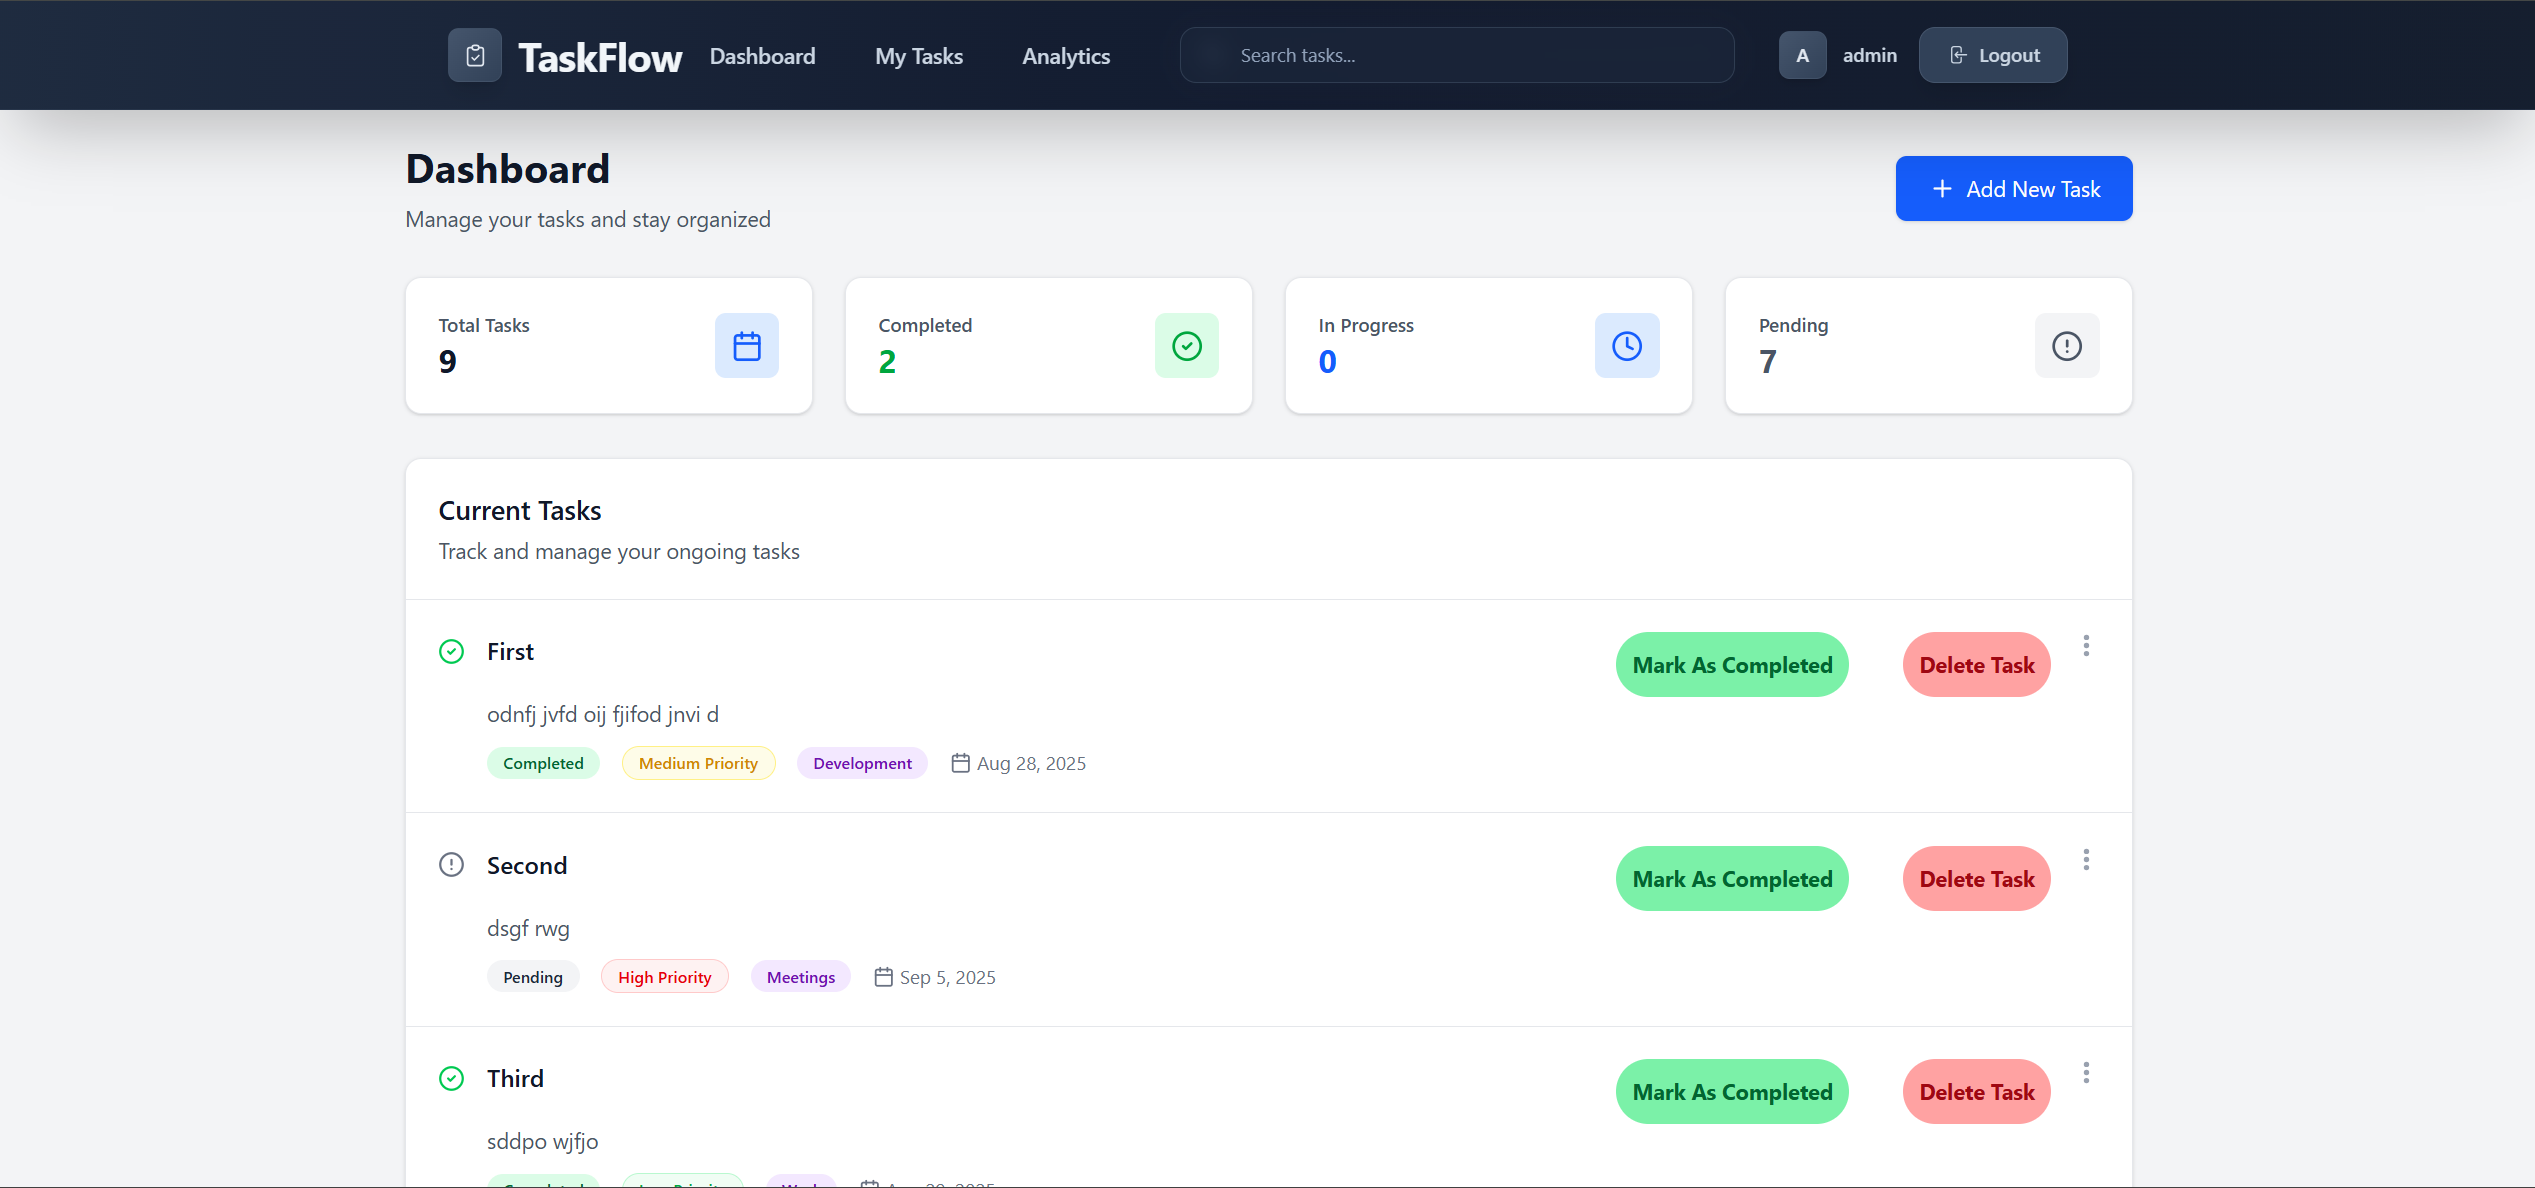 TaskFlow Dashboard My Tasks Analytics Search tasks... A admin Logout
Dashboard
Manage your tasks and stay organized
Add New Task
Total Tasks
9
Completed
2
In Progress
0
Pending
7
Current Tasks
Track and manage your ongoing tasks
First
Mark As Completed Delete Task
odnfj jvfd oij fjifod jnvi d
Completed Medium Priority Development Aug 28, 2025
Second
Mark As Completed Delete Task
dsgf rwg
Pending High Priority Meetings Sep 5, 2025
Third
Mark As Completed Delete Task
sddpo wjfjo